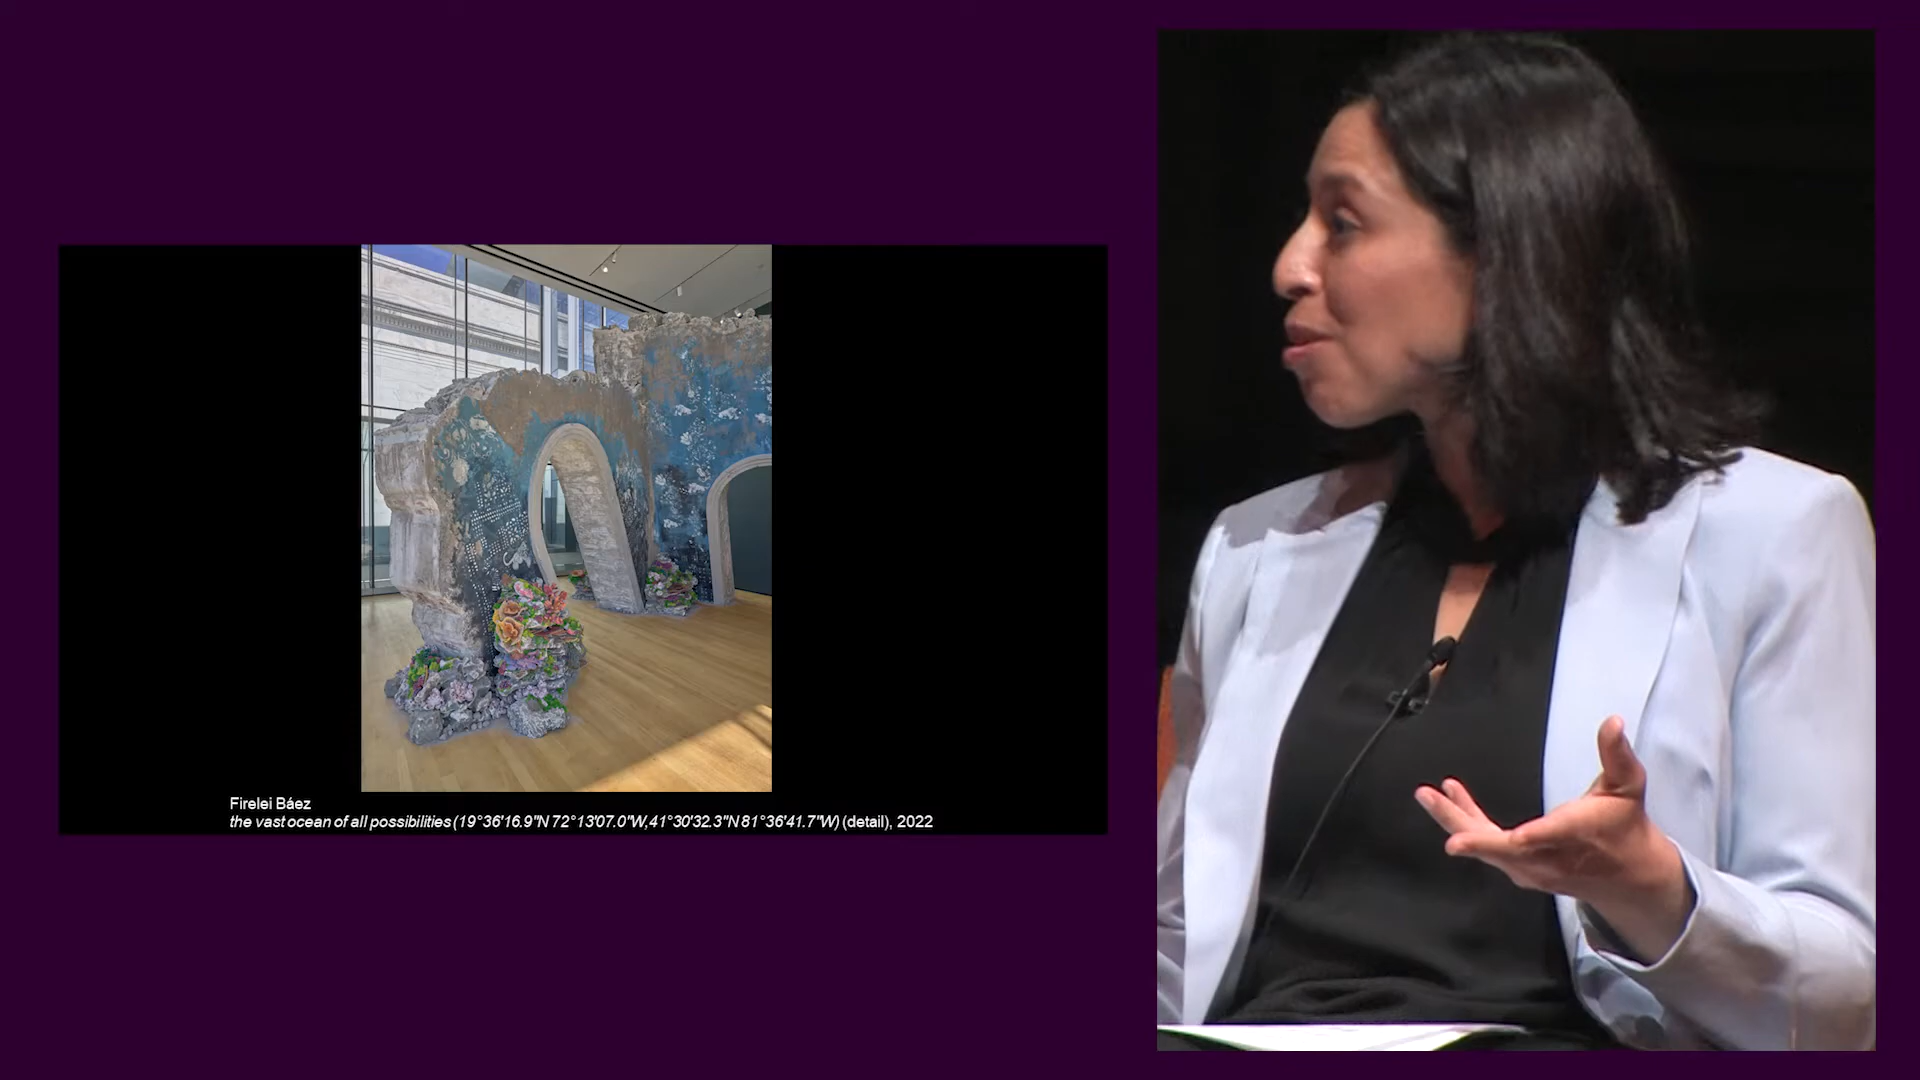 Firelei Báez
the vast ocean of all possibilities (19°36'16.9"N 72°13'07.0"W,41°30'32.3"N 81°36'41.7"W) (detail), 2022